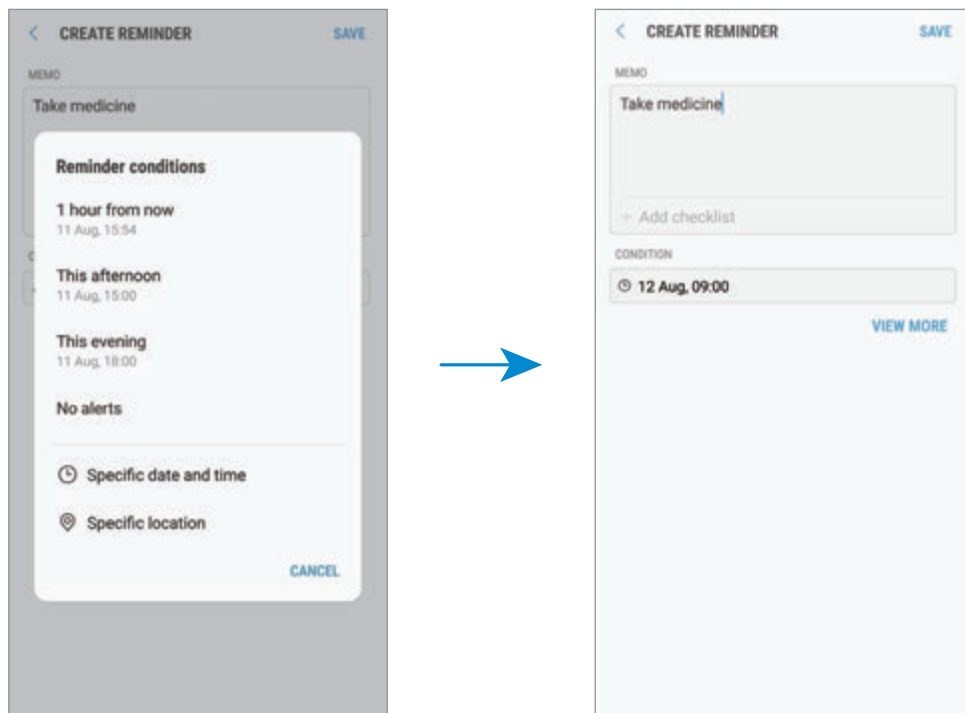 CREATE REMINDER SAVE
MEMO
Take medicine
Reminder conditions
1 hour from now
11 Aug, 15:54
This afternoon
11 Aug, 15:00
This evening
11 Aug, 18:00
No alerts
Specific date and time
Specific location
CANCEL
CREATE REMINDER SAVE
MEMO
Take medicine
+ Add checklist
CONDITION
12 Aug, 09:00
VIEW MORE